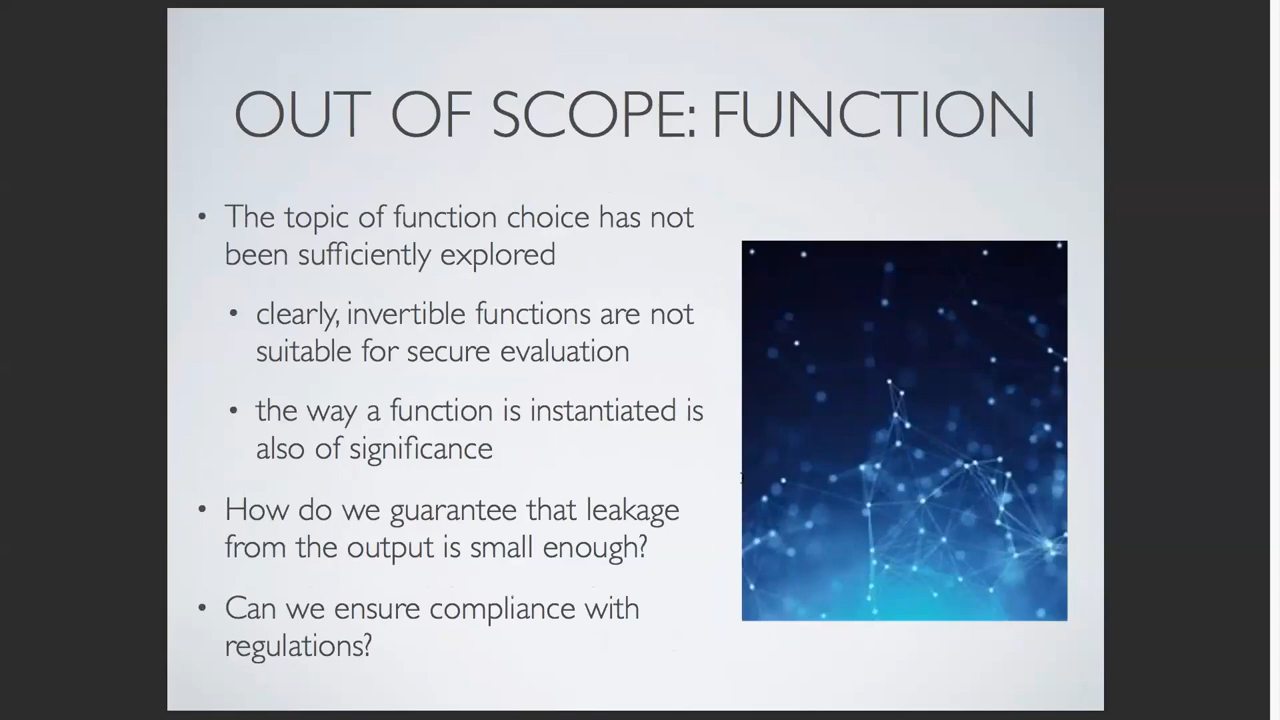 OUT OF SCOPE: FUNCTION
• The topic of function choice has not
been sufficiently explored
• clearly, invertible functions are not
suitable for secure evaluation
• the way a function is instantiated is
also of significance
• How do we guarantee that leakage
from the output is small enough?
• Can we ensure compliance with
regulations?